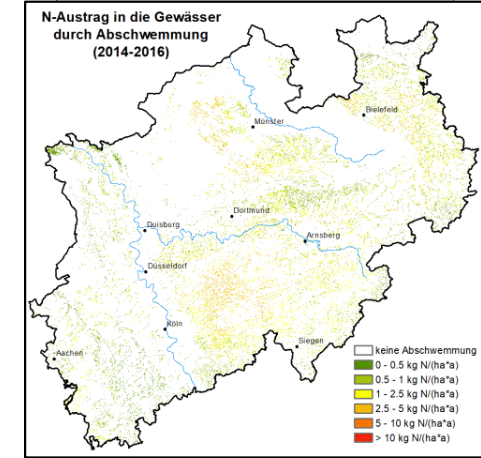 N-Austrag in die Gewässer
durch Abschwemmung
(2014-2016)
Bielefeld
Münster
Dortmund
Duisburg
Arnsberg
Düsseldorf
Köln
Siegen
Aachen
keine Abschwemmung
0 - 0.5 kg N/(ha*a)
0.5 - 1 kg N/(ha*a)
1 - 2.5 kg N/(ha*a)
2.5 - 5 kg N/(ha*a)
5 - 10 kg N/(ha*a)
> 10 kg N/(ha*a)